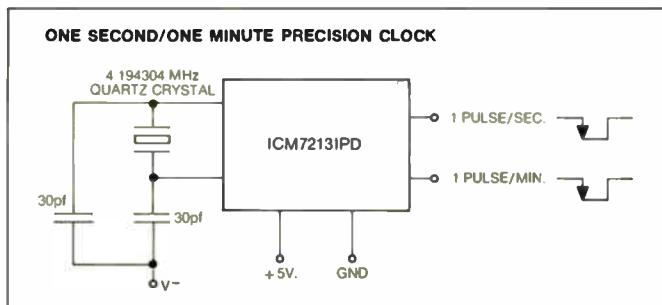 ONE SECOND/ONE MINUTE PRECISION CLOCK
4 194304 MHz
QUARTZ CRYSTAL
ICM7213IPD
1 PULSE/SEC.
1 PULSE/MIN.
30pf
30pf
+5V.
GND
V-